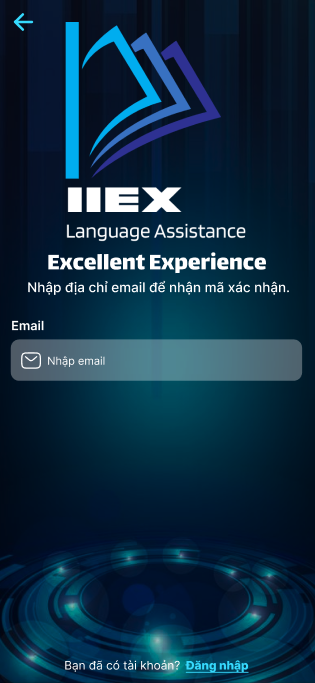 IIEX
Language Assistance
Excellent Experience
Nhập địa chỉ email để nhận mã xác nhận.
Email
Nhập email
Bạn đã có tài khoản? Đăng nhập